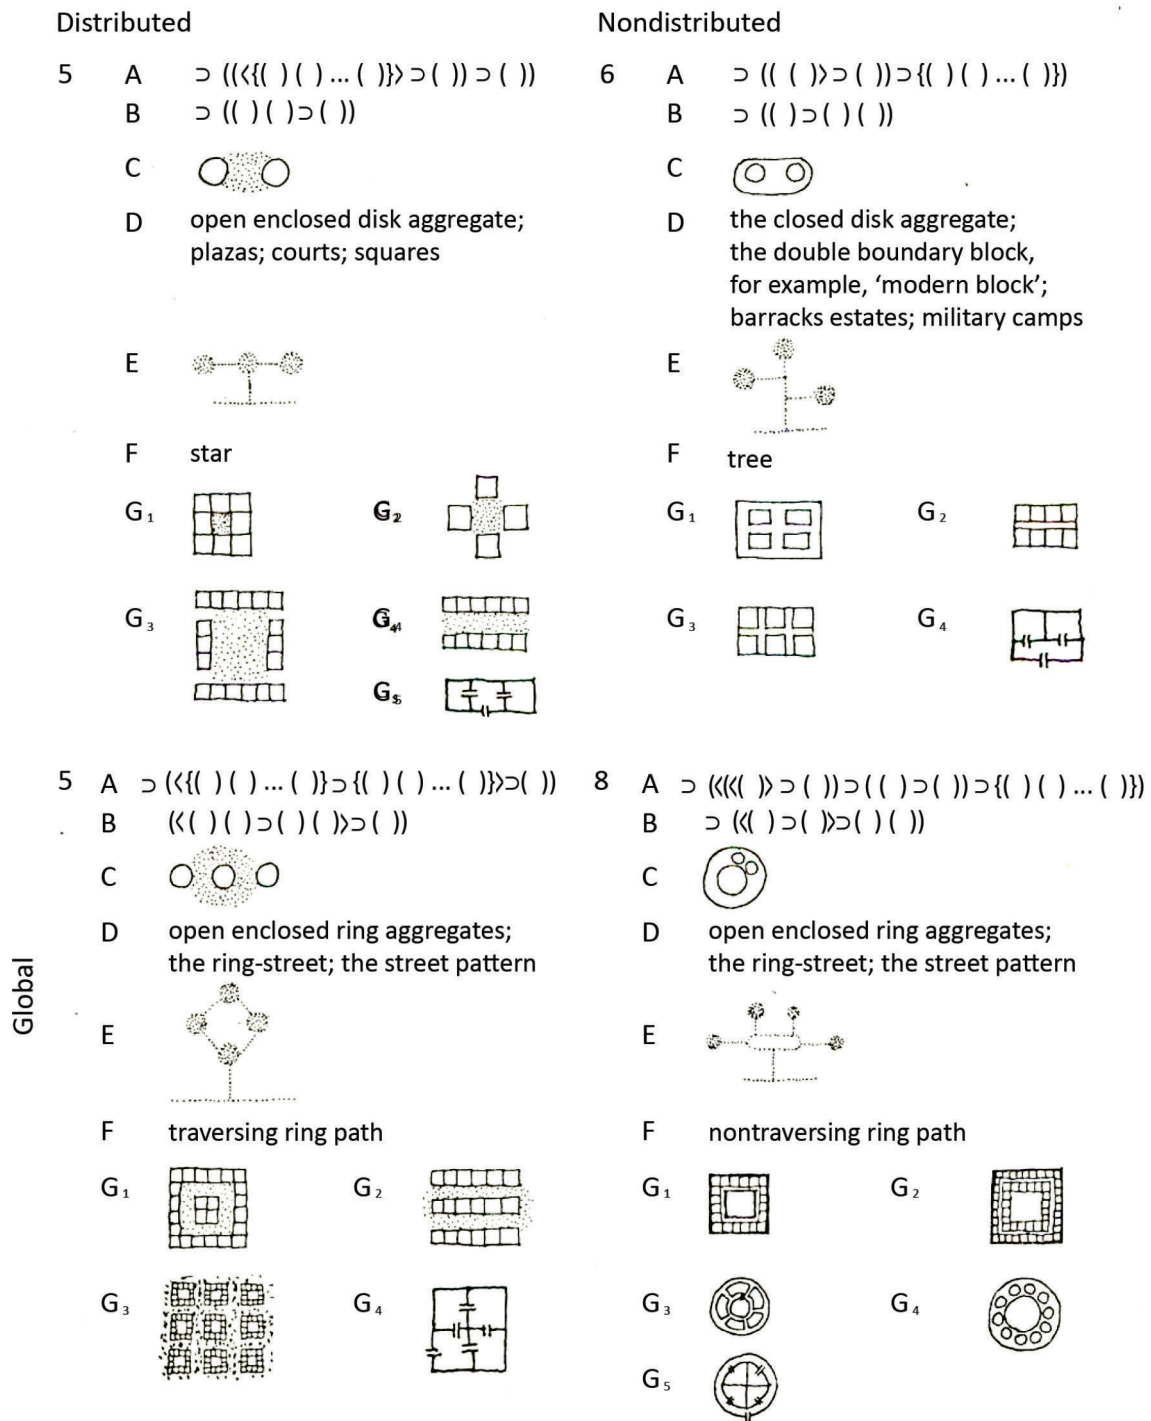 Distributed
Nondistributed
5 A ⊃ ((<{( ) ( ) ... ( )}> ⊃ ( )) ⊃ ( ))
B ⊃ (( ) ( ) ⊃ ( ))
C
D open enclosed disk aggregate;
plazas; courts; squares
E
F star
G₁ G₂
G₃ G₄
G₅
6 A ⊃ (( ( )> ⊃ ( )) ⊃ {( ) ( ) ... ( )})
B ⊃ (( ) ⊃ ( ) ( ))
C
D the closed disk aggregate;
the double boundary block,
for example, ‘modern block’;
barracks estates; military camps
E
F tree
G₁ G₂
G₃ G₄
Global
5 A ⊃ (<{( ) ( ) ... ( )} ⊃ {( ) ( ) ... ( )}> ⊃ ( ))
B (<( ) ( ) ⊃ ( ) ( )> ⊃ ( ))
C
D open enclosed ring aggregates;
the ring-street; the street pattern
E
F traversing ring path
G₁ G₂
G₃ G₄
8 A ⊃ (<<( )> ⊃ ( )) ⊃ (( ) ⊃ ( )) ⊃ {( ) ( ) ... ( )})
B ⊃ (<( ) ⊃ ( )> ⊃ ( ) ( ))
C
D open enclosed ring aggregates;
the ring-street; the street pattern
E
F nontraversing ring path
G₁ G₂
G₃ G₄
G₅